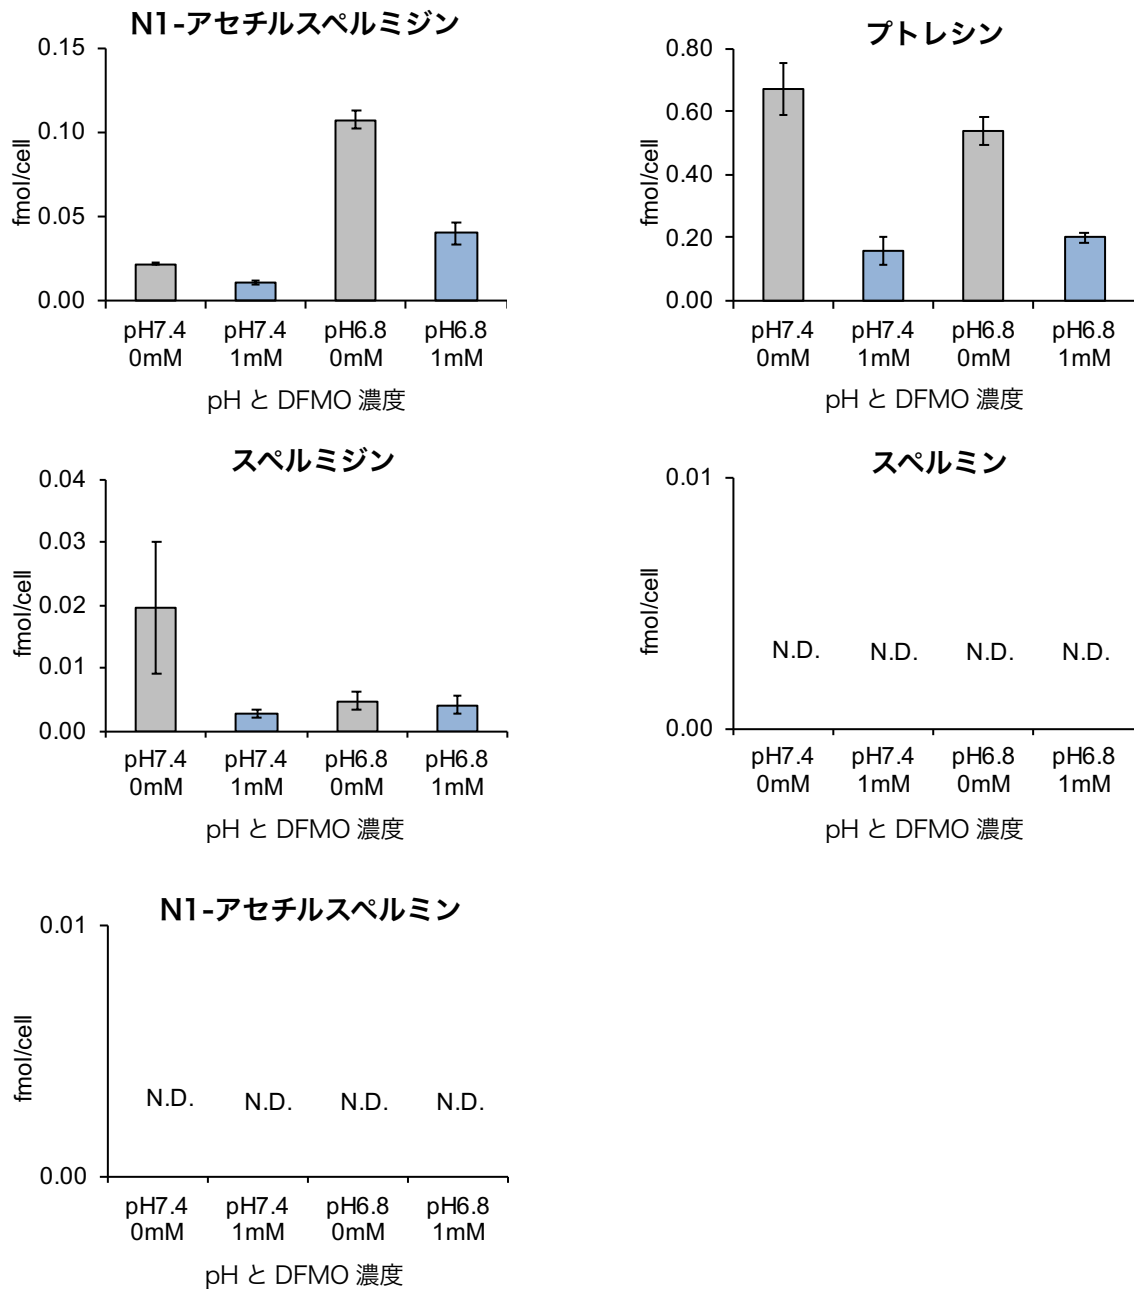 N1-アセチルスペルミジン
0.15
0.10
0.05
0.00
fmol/cell
pH7.4 pH7.4 pH6.8 pH6.8
0mM 1mM 0mM 1mM
pH と DFMO 濃度
プトレシン
0.80
0.60
0.40
0.20
0.00
fmol/cell
pH7.4 pH7.4 pH6.8 pH6.8
0mM 1mM 0mM 1mM
pH と DFMO 濃度
スペルミジン
0.04
0.03
0.02
0.01
0.00
fmol/cell
pH7.4 pH7.4 pH6.8 pH6.8
0mM 1mM 0mM 1mM
pH と DFMO 濃度
スペルミン
0.01
0.00
fmol/cell
N.D. N.D. N.D. N.D.
pH7.4 pH7.4 pH6.8 pH6.8
0mM 1mM 0mM 1mM
pH と DFMO 濃度
N1-アセチルスペルミン
0.01
0.00
fmol/cell
N.D. N.D. N.D. N.D.
pH7.4 pH7.4 pH6.8 pH6.8
0mM 1mM 0mM 1mM
pH と DFMO 濃度